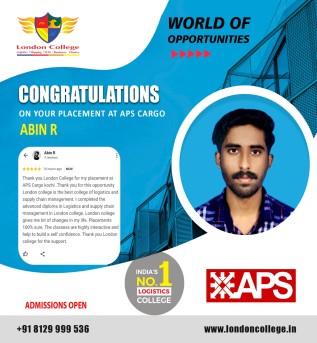 London College
WORLD OF
OPPORTUNITIES
CONGRATULATIONS
ON YOUR PLACEMENT AT APS CARGO
ABIN R
Abin R
NEW
Thank you London College for my placement at
APS Cargo kochi .Thank you for this opportunity
London college is the best college of logistics and
supply chain management. I completed the
advanced diploma in Logistics and supply chain
management in London college. London college
gives me lot of changes in my life. Placements
100% sure. The classes are highly interactive and
help to build a self confidence. Thank you London
college for the support.
INDIA'S
NO.1
LOGISTICS
COLLEGE
APS
ADMISSIONS OPEN
+91 8129 999 536
www.londoncollege.in